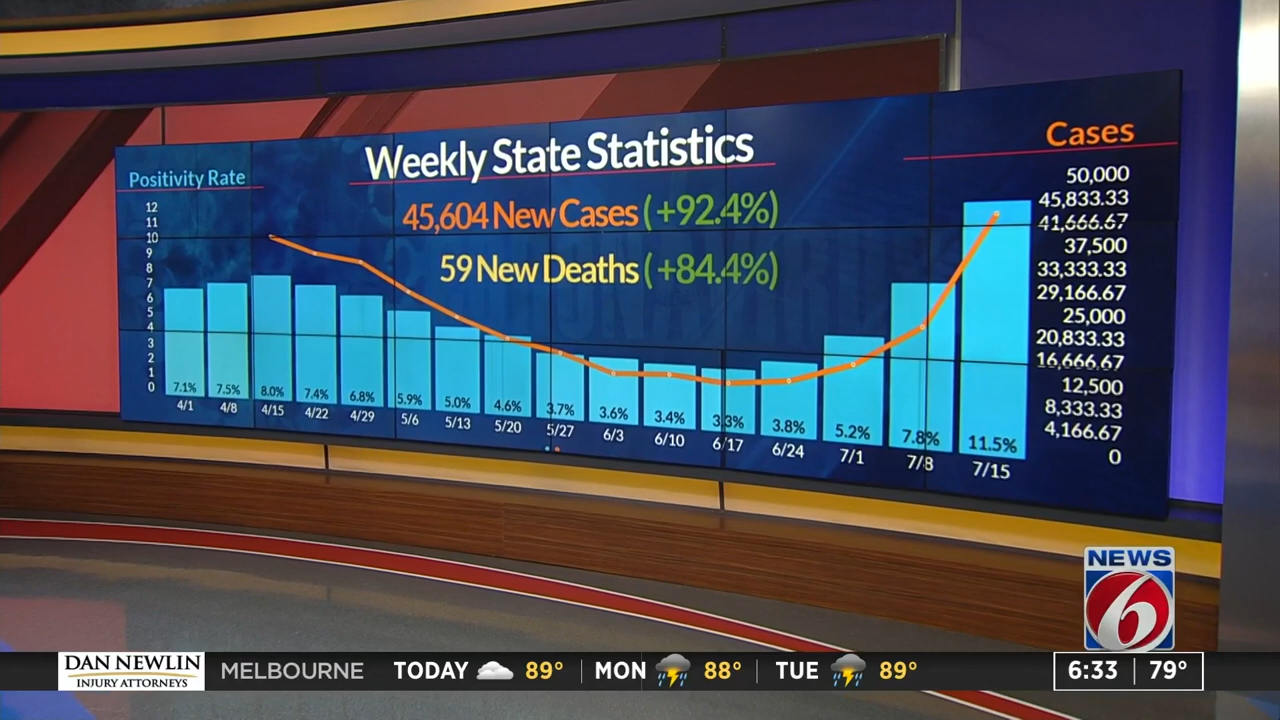 Weekly State Statistics
45,604 New Cases (+92.4%)
59 New Deaths (+84.4%)
Positivity Rate
12
11
10
9
8
7
6
5
4
3
2
1
0
7.1% 7.5% 8.0% 7.4% 6.8% 5.9% 5.0% 4.6% 3.7% 3.6% 3.4% 3.3% 3.8% 5.2% 7.8% 11.5%
4/1 4/8 4/15 4/22 4/29 5/6 5/13 5/20 5/27 6/3 6/10 6/17 6/24 7/1 7/8 7/15
Cases
50,000
45,833.33
41,666.67
37,500
33,333.33
29,166.67
25,000
20,833.33
16,666.67
12,500
8,333.33
4,166.67
0
NEWS
6
DAN NEWLIN
INJURY ATTORNEYS
MELBOURNE TODAY 89° MON 88° TUE 89° 6:33 79°